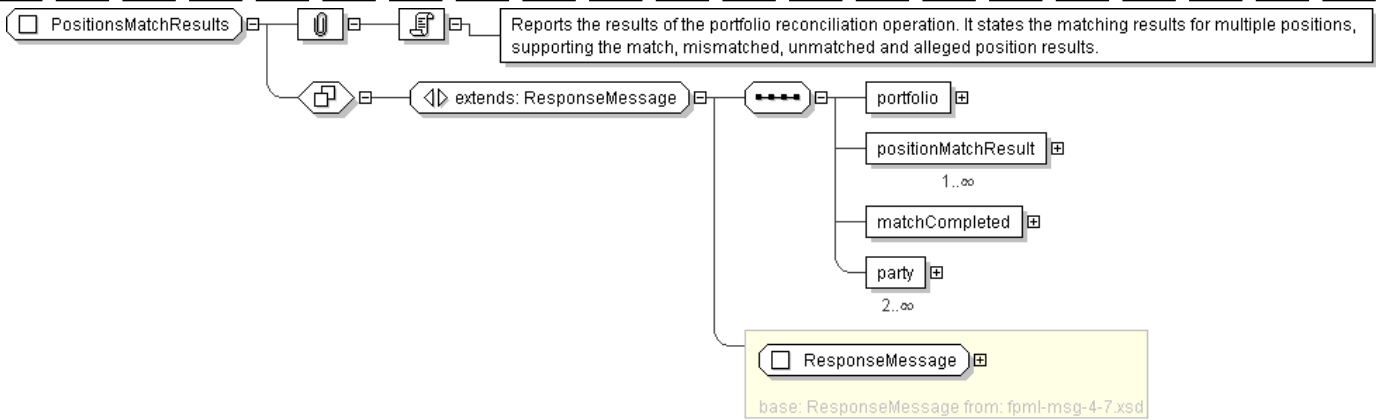 PositionsMatchResults
Reports the results of the portfolio reconciliation operation. It states the matching results for multiple positions,
supporting the match, mismatched, unmatched and alleged position results.
extends: ResponseMessage
portfolio
positionMatchResult
1..∞
matchCompleted
party
2..∞
ResponseMessage
base: ResponseMessage from: fpml-msg-4-7.xsd